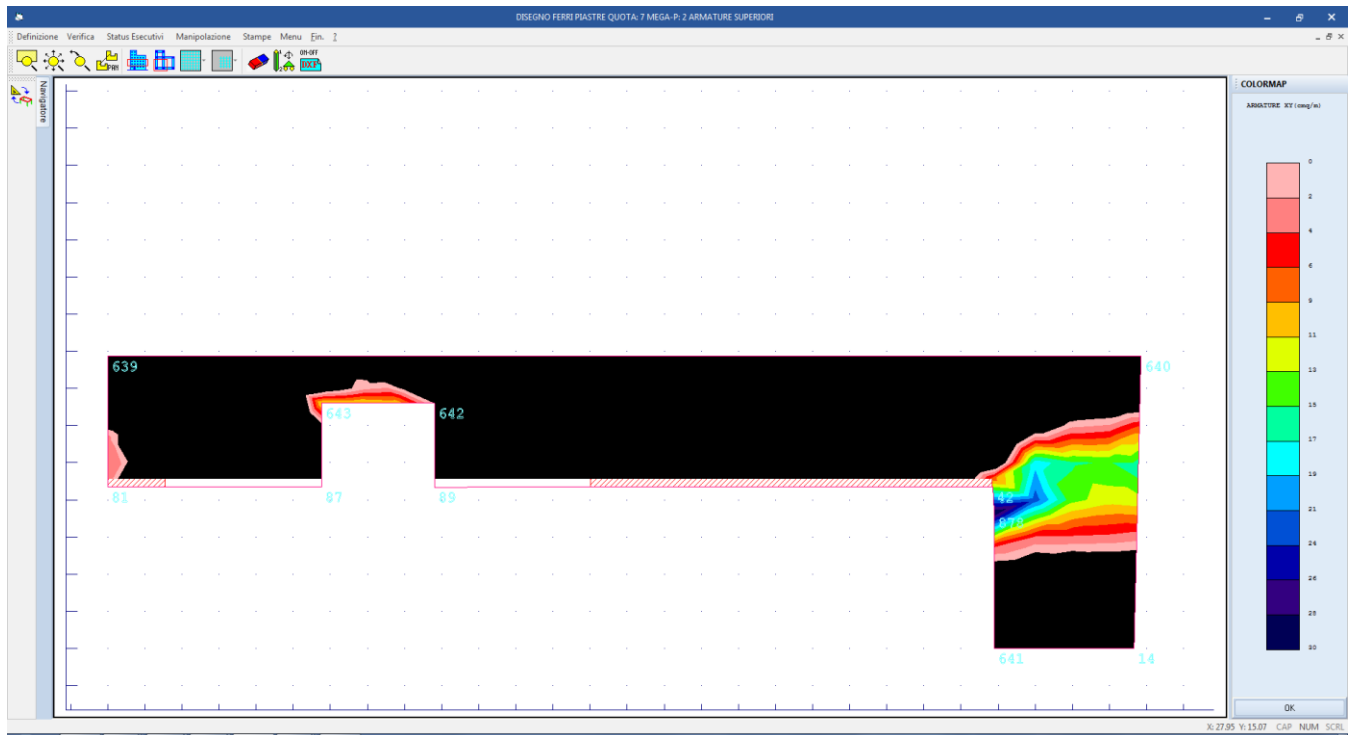 DISEGNO FERRI PIASTRE QUOTA: 7 MEGA-P: 2 ARMATURE SUPERIORI
Definizione Verifica Status Esecutivi Manipolazione Stampe Menu Fin. ?
PRM
ON-OFF
DXF
Navigatore
COLORMAP
ARMATURE XY(cmq/m)
0
2
4
6
9
11
13
15
17
19
21
24
26
28
30
639
640
643
642
81
87
89
42
878
641
14
OK
X: 27.95 Y: 15.07 CAP NUM SCRL